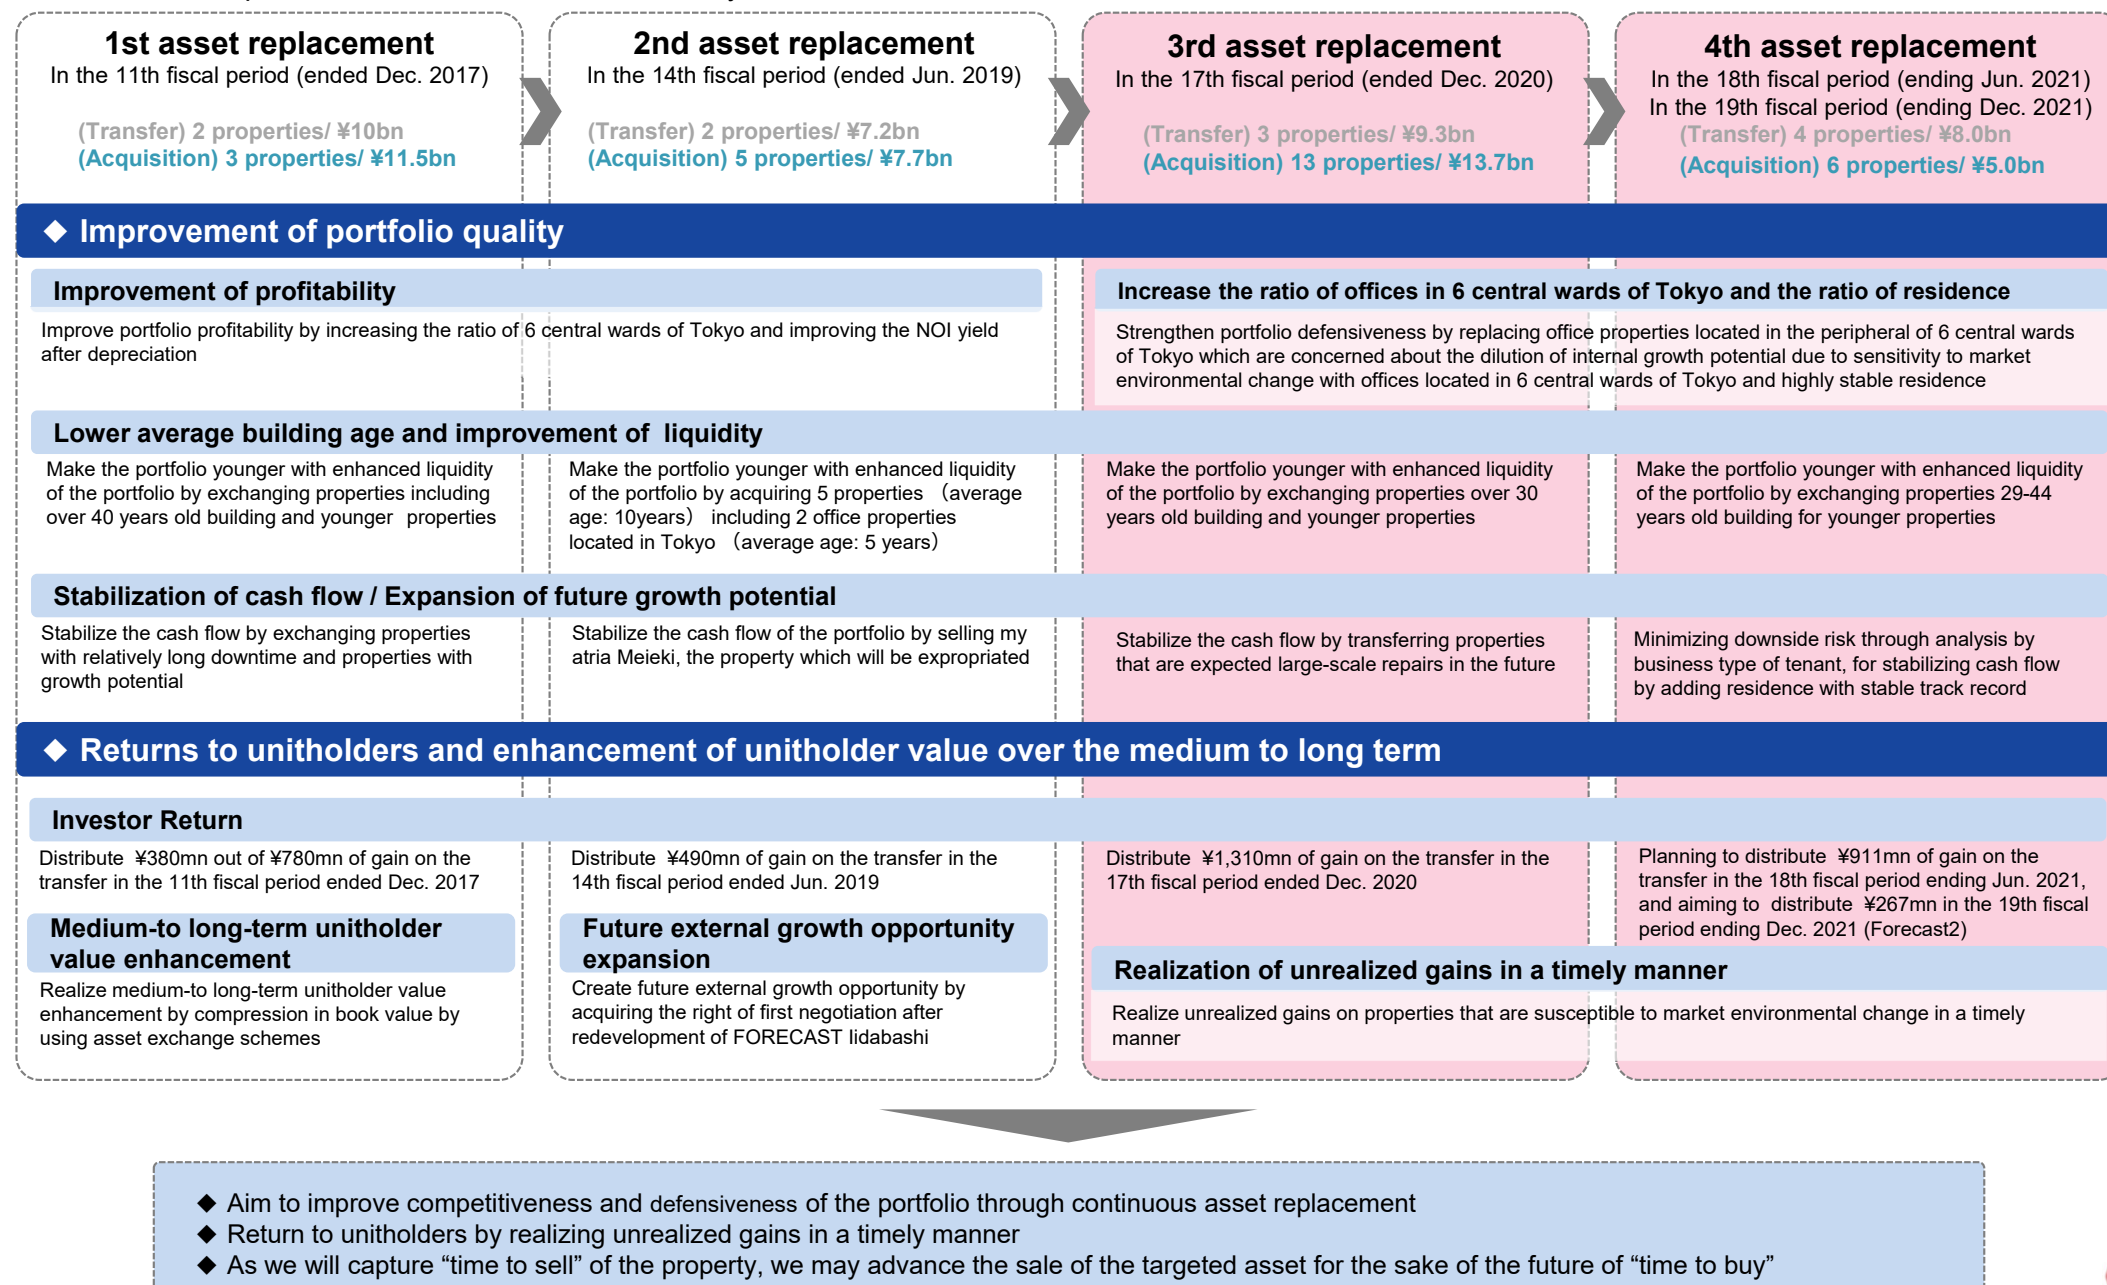 1st asset replacement
In the 11th fiscal period (ended Dec. 2017)
(Transfer) 2 properties/ ¥10bn
(Acquisition) 3 properties/ ¥11.5bn
2nd asset replacement
In the 14th fiscal period (ended Jun. 2019)
(Transfer) 2 properties/ ¥7.2bn
(Acquisition) 5 properties/ ¥7.7bn
3rd asset replacement
In the 17th fiscal period (ended Dec. 2020)
(Transfer) 3 properties/ ¥9.3bn
(Acquisition) 13 properties/ ¥13.7bn
4th asset replacement
In the 18th fiscal period (ending Jun. 2021)
In the 19th fiscal period (ending Dec. 2021)
(Transfer) 4 properties/ ¥8.0bn
(Acquisition) 6 properties/ ¥5.0bn
◆ Improvement of portfolio quality
Improvement of profitability
Improve portfolio profitability by increasing the ratio of 6 central wards of Tokyo and improving the NOI yield
after depreciation
Increase the ratio of offices in 6 central wards of Tokyo and the ratio of residence
Strengthen portfolio defensiveness by replacing office properties located in the peripheral of 6 central wards
of Tokyo which are concerned about the dilution of internal growth potential due to sensitivity to market
environmental change with offices located in 6 central wards of Tokyo and highly stable residence
Lower average building age and improvement of liquidity
Make the portfolio younger with enhanced liquidity
of the portfolio by exchanging properties including
over 40 years old building and younger properties
Make the portfolio younger with enhanced liquidity
of the portfolio by acquiring 5 properties （average
age: 10years） including 2 office properties
located in Tokyo （average age: 5 years）
Make the portfolio younger with enhanced liquidity
of the portfolio by exchanging properties over 30
years old building and younger properties
Make the portfolio younger with enhanced liquidity
of the portfolio by exchanging properties 29-44
years old building for younger properties
Stabilization of cash flow / Expansion of future growth potential
Stabilize the cash flow by exchanging properties
with relatively long downtime and properties with
growth potential
Stabilize the cash flow of the portfolio by selling my
atria Meieki, the property which will be expropriated
Stabilize the cash flow by transferring properties
that are expected large-scale repairs in the future
Minimizing downside risk through analysis by
business type of tenant, for stabilizing cash flow
by adding residence with stable track record
◆ Returns to unitholders and enhancement of unitholder value over the medium to long term
Investor Return
Distribute ¥380mn out of ¥780mn of gain on the
transfer in the 11th fiscal period ended Dec. 2017
Distribute ¥490mn of gain on the transfer in the
14th fiscal period ended Jun. 2019
Distribute ¥1,310mn of gain on the transfer in the
17th fiscal period ended Dec. 2020
Planning to distribute ¥911mn of gain on the
transfer in the 18th fiscal period ending Jun. 2021,
and aiming to distribute ¥267mn in the 19th fiscal
period ending Dec. 2021 (Forecast2)
Medium-to long-term unitholder
value enhancement
Realize medium-to long-term unitholder value
enhancement by compression in book value by
using asset exchange schemes
Future external growth opportunity
expansion
Create future external growth opportunity by
acquiring the right of first negotiation after
redevelopment of FORECAST Iidabashi
Realization of unrealized gains in a timely manner
Realize unrealized gains on properties that are susceptible to market environmental change in a timely
manner
◆ Aim to improve competitiveness and defensiveness of the portfolio through continuous asset replacement
◆ Return to unitholders by realizing unrealized gains in a timely manner
◆ As we will capture “time to sell” of the property, we may advance the sale of the targeted asset for the sake of the future of “time to buy”